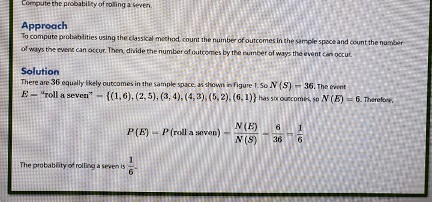 Compute the probability of rolling a seven.
Approach
To compute probabilities using the classical method, count the number of outcomes in the sample space and count the number
of ways the event can occur. Then, divide the number of outcomes by the number of ways the event can occur.
Solution
There are 36 equally likely outcomes in the sample space, as shown in Figure 1. So N (S) = 36. The event
E = "roll a seven" = {(1, 6), (2, 5), (3, 4), (4, 3), (5, 2), (6, 1)} has six outcomes, so N (E) = 6. Therefore,
P (E) = P (roll a seven) = N (E) / N (S) = 6 / 36 = 1 / 6
The probability of rolling a seven is 1 / 6.